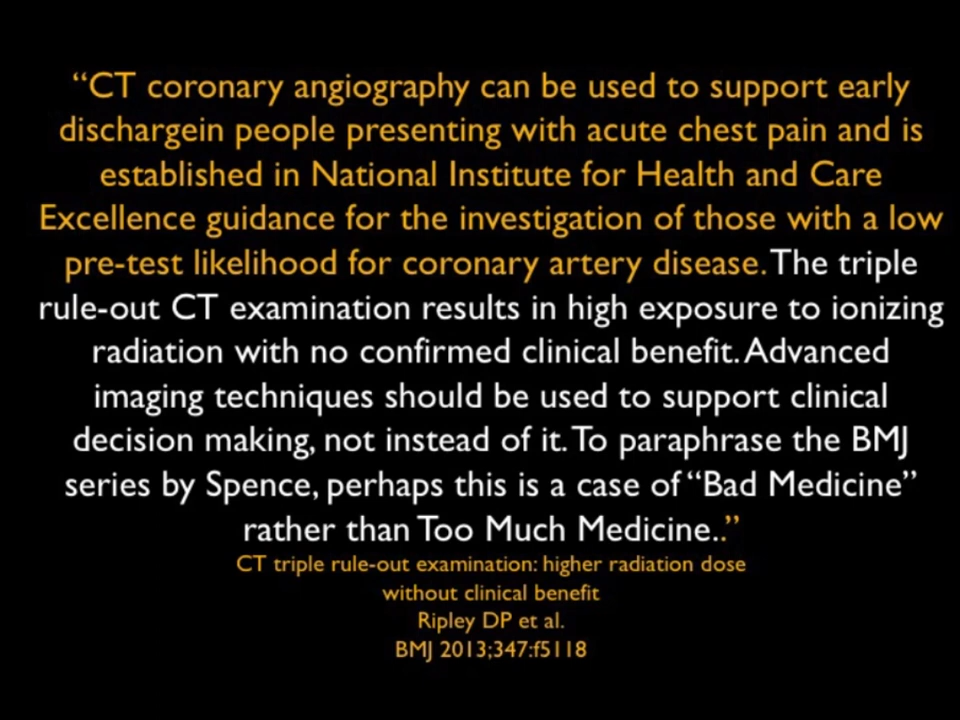 “CT coronary angiography can be used to support early
dischargein people presenting with acute chest pain and is
established in National Institute for Health and Care
Excellence guidance for the investigation of those with a low
pre-test likelihood for coronary artery disease. The triple
rule-out CT examination results in high exposure to ionizing
radiation with no confirmed clinical benefit. Advanced
imaging techniques should be used to support clinical
decision making, not instead of it. To paraphrase the BMJ
series by Spence, perhaps this is a case of “Bad Medicine”
rather than Too Much Medicine..”
CT triple rule-out examination: higher radiation dose
without clinical benefit
Ripley DP et al.
BMJ 2013;347:f5118